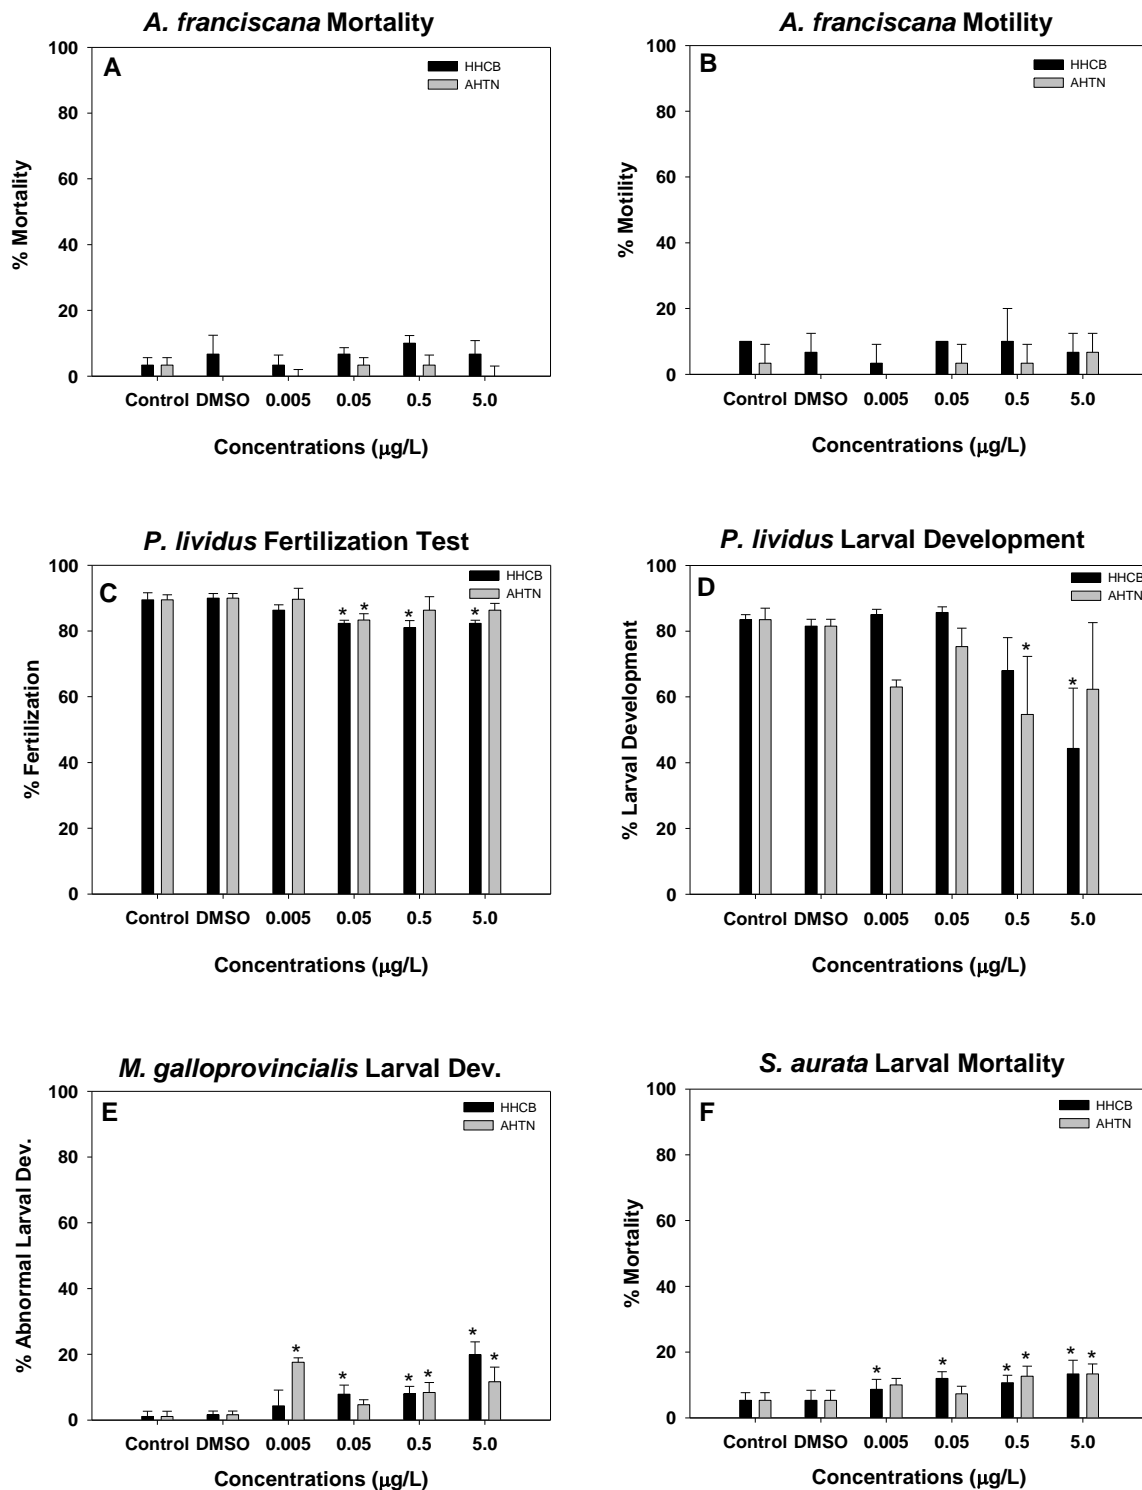 A. franciscana Mortality
A
HHCB
AHTN
100
80
60
40
20
0
% Mortality
Control DMSO 0.005 0.05 0.5 5.0
Concentrations (µg/L)
A. franciscana Motility
B
HHCB
AHTN
100
80
60
40
20
0
% Motility
Control DMSO 0.005 0.05 0.5 5.0
Concentrations (µg/L)
P. lividus Fertilization Test
C
HHCB
AHTN
100
80
60
40
20
0
% Fertilization
* * * *
Control DMSO 0.005 0.05 0.5 5.0
Concentrations (µg/L)
P. lividus Larval Development
D
HHCB
AHTN
100
80
60
40
20
0
% Larval Development
* *
Control DMSO 0.005 0.05 0.5 5.0
Concentrations (µg/L)
M. galloprovincialis Larval Dev.
E
HHCB
AHTN
100
80
60
40
20
0
% Abnormal Larval Dev.
* * * * * *
Control DMSO 0.005 0.05 0.5 5.0
Concentrations (µg/L)
S. aurata Larval Mortality
F
HHCB
AHTN
100
80
60
40
20
0
% Mortality
* * * * * *
Control DMSO 0.005 0.05 0.5 5.0
Concentrations (µg/L)